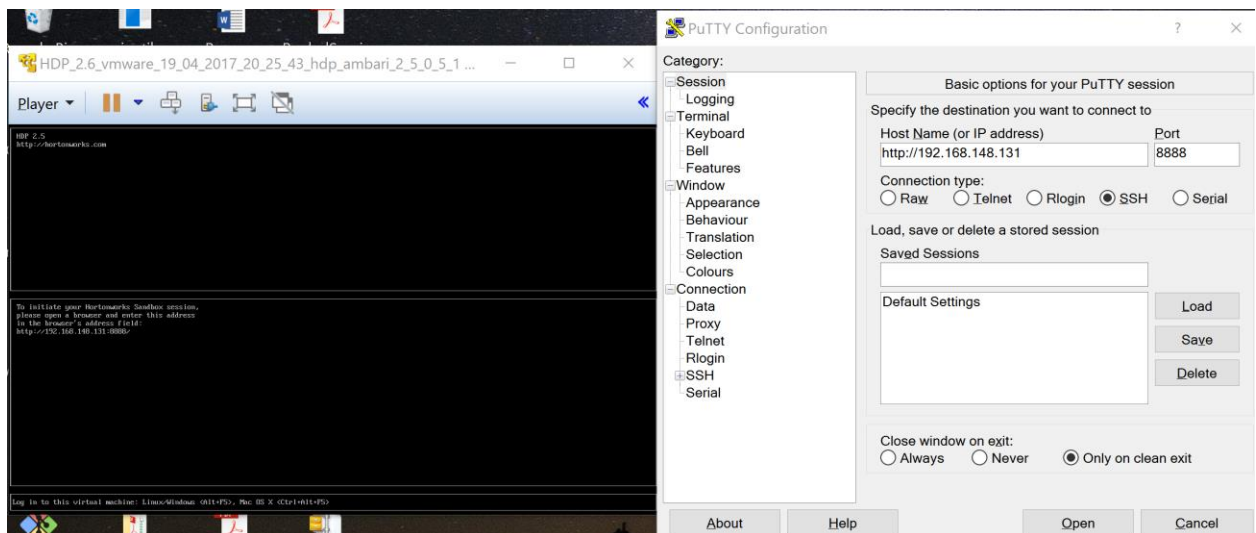 HDP_2.6_vmware_19_04_2017_20_25_43_hdp_ambari_2_5_0_5_1 ...
Player
HDP 2.5
http://hortonworks.com
To initiate your Hortonworks Sandbox session,
please open a browser and enter this address
in the browser's address field:
http://192.168.148.131:8888/
Log in to this virtual machine: Linux/Windows <Alt+F5>, Mac OS X <Ctrl+Alt+F5>
PuTTY Configuration
?
Category:
Session
Logging
Terminal
Keyboard
Bell
Features
Window
Appearance
Behaviour
Translation
Selection
Colours
Connection
Data
Proxy
Telnet
Rlogin
SSH
Serial
Basic options for your PuTTY session
Specify the destination you want to connect to
Host Name (or IP address) Port
http://192.168.148.131 8888
Connection type:
Raw Telnet Rlogin SSH Serial
Load, save or delete a stored session
Saved Sessions
Default Settings
Load
Save
Delete
Close window on exit:
Always Never Only on clean exit
About Help Open Cancel